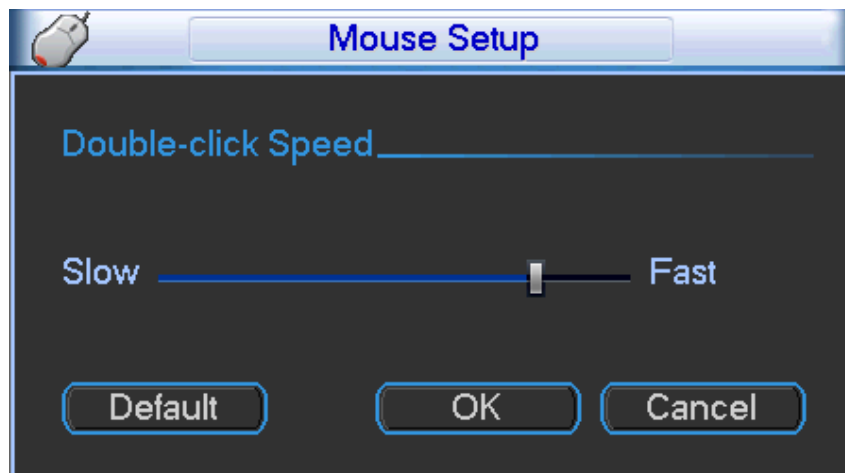 Mouse Setup
Double-click Speed
Slow Fast
Default OK Cancel